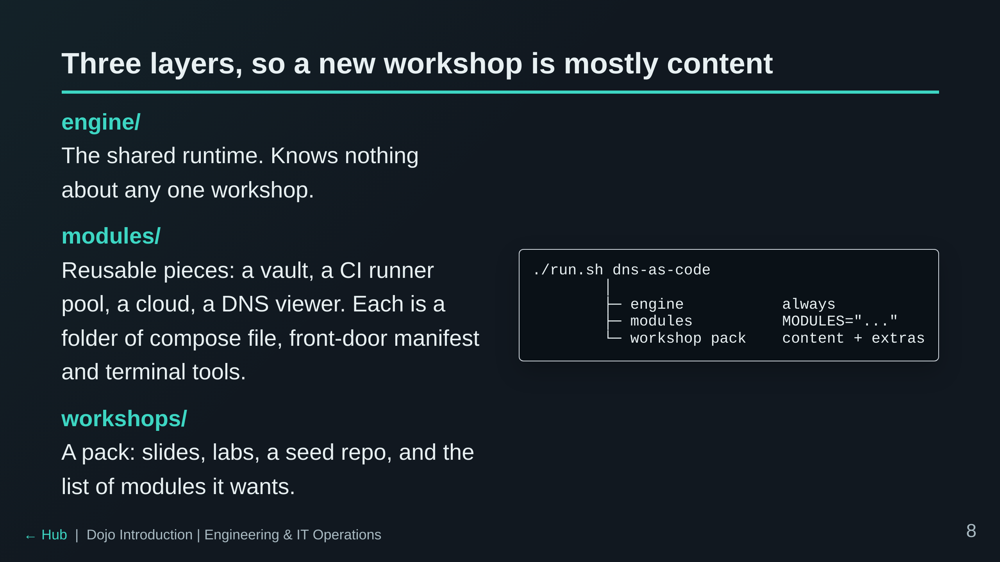 Three layers, so a new workshop is mostly content
engine/
The shared runtime. Knows nothing
about any one workshop.
modules/
Reusable pieces: a vault, a CI runner
pool, a cloud, a DNS viewer. Each is a
folder of compose file, front-door manifest
and terminal tools.
workshops/
A pack: slides, labs, a seed repo, and the
list of modules it wants.
./run.sh dns-as-code
│
├─ engine           always
├─ modules          MODULES="..."
└─ workshop pack    content + extras
← Hub | Dojo Introduction | Engineering & IT Operations
8